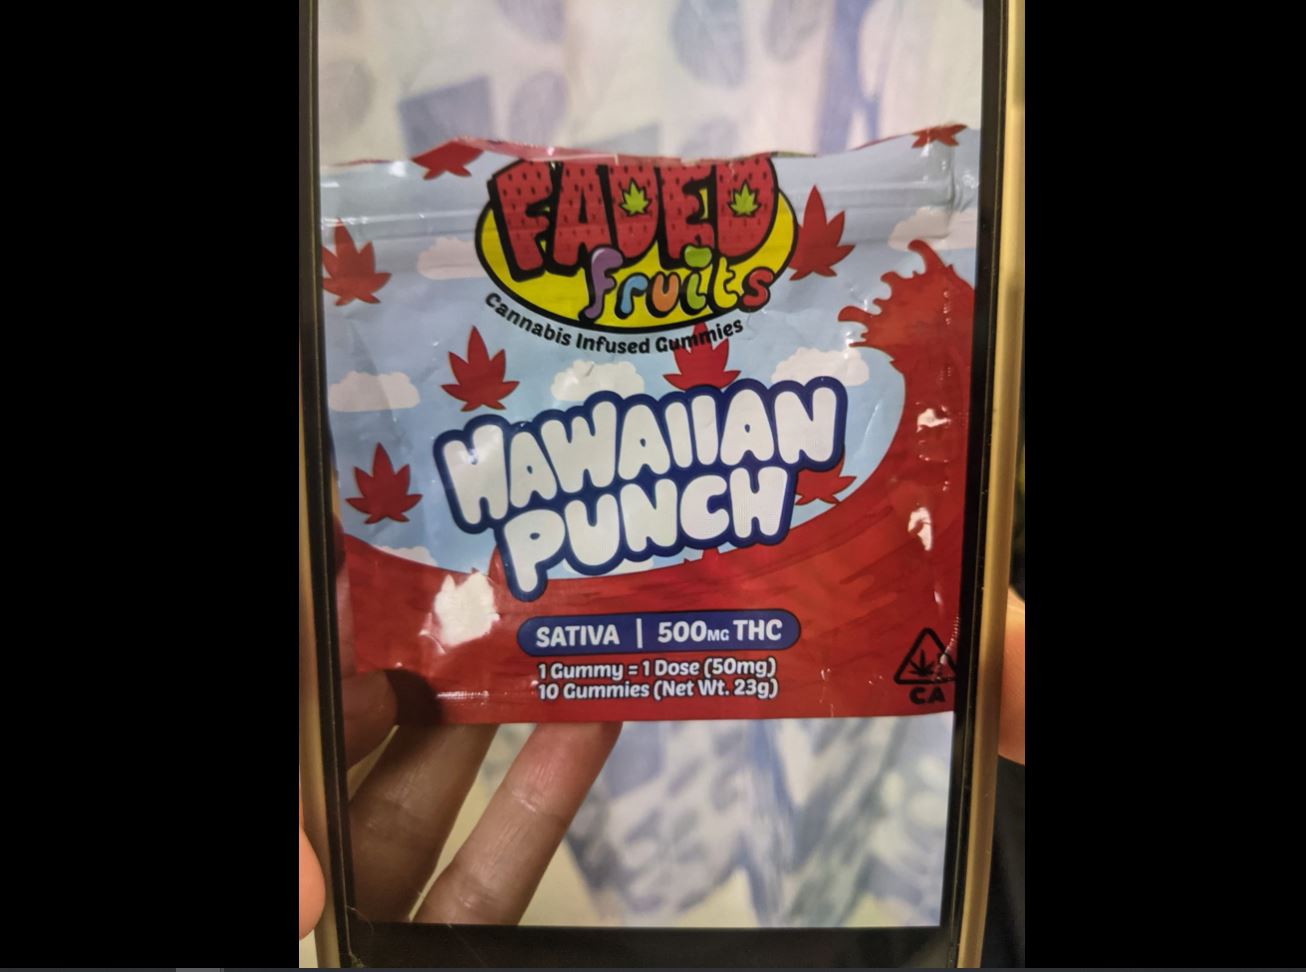 FADED
fruits
Cannabis Infused Gummies
HAWAIIAN
PUNCH
SATIVA | 500MG THC
1 Gummy = 1 Dose (50mg)
10 Gummies (Net Wt. 23g)
CA